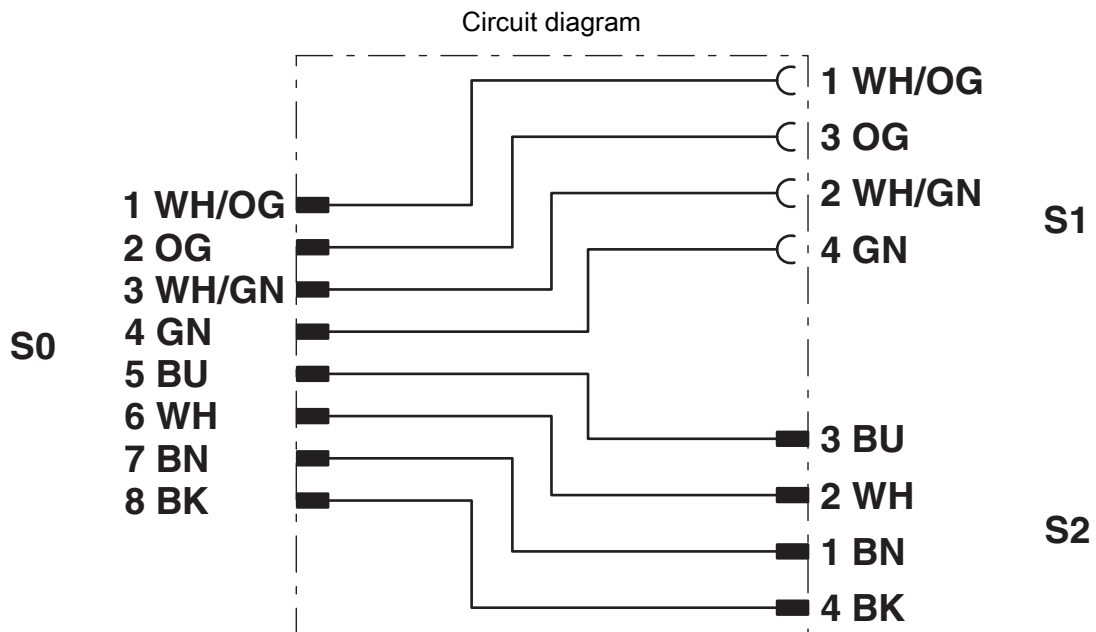 Circuit diagram
S0
1 WH/OG
2 OG
3 WH/GN
4 GN
5 BU
6 WH
7 BN
8 BK
1 WH/OG
3 OG
2 WH/GN
4 GN
S1
3 BU
2 WH
1 BN
4 BK
S2